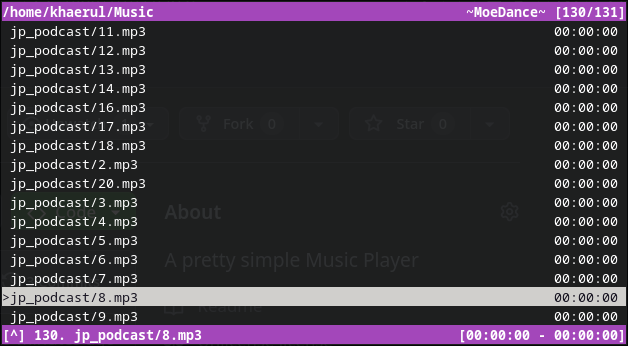 /home/khaerul/Music ~MoeDance~ [130/131]
jp_podcast/11.mp3 00:00:00
jp_podcast/12.mp3 00:00:00
jp_podcast/13.mp3 00:00:00
jp_podcast/14.mp3 00:00:00
jp_podcast/16.mp3 00:00:00
jp_podcast/17.mp3 00:00:00
Fork 0 Star 0
jp_podcast/18.mp3 00:00:00
jp_podcast/2.mp3 00:00:00
jp_podcast/20.mp3 00:00:00
jp_podcast/3.mp3 00:00:00
Code About
jp_podcast/4.mp3 00:00:00
jp_podcast/5.mp3 00:00:00
jp_podcast/6.mp3 00:00:00
A pretty simple Music Player
jp_podcast/7.mp3 00:00:00
>jp_podcast/8.mp3 00:00:00
Readme
jp_podcast/9.mp3 00:00:00
[^] 130. jp_podcast/8.mp3 [00:00:00 - 00:00:00]